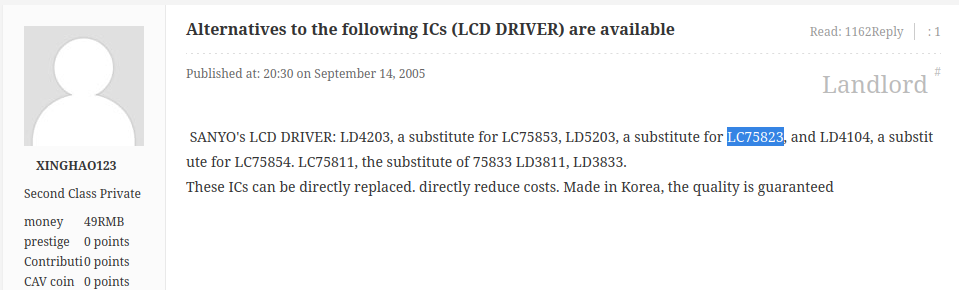 Alternatives to the following ICs (LCD DRIVER) are available
Read: 1162Reply : 1
Published at: 20:30 on September 14, 2005
Landlord #
SANYO's LCD DRIVER: LD4203, a substitute for LC75853, LD5203, a substitute for LC75823, and LD4104, a substit
ute for LC75854. LC75811, the substitute of 75833 LD3811, LD3833.
These ICs can be directly replaced. directly reduce costs. Made in Korea, the quality is guaranteed
XINGHAO123
Second Class Private
money 49RMB
prestige 0 points
Contributi0 points
CAV coin 0 points